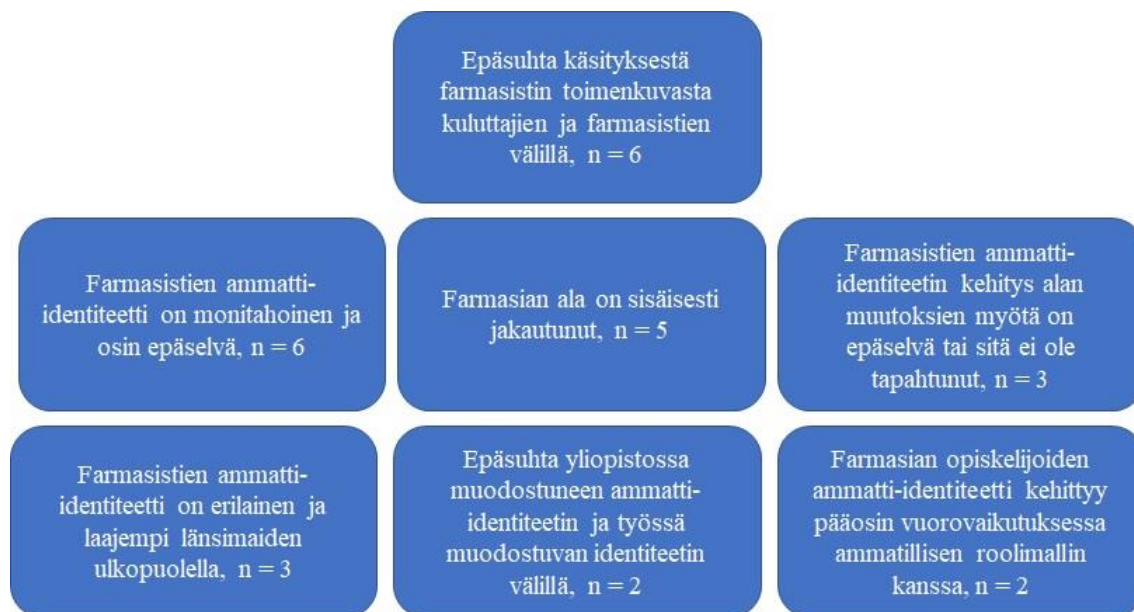 Epäsuhta käsityksestä
farmasistin toimenkuvasta
kuluttajien ja farmasistien
välillä, n = 6
Farmasistien ammatti-
identiteetti on monitahoinen ja
osin epäselvä, n = 6
Farmasian ala on sisäisesti
jakautunut, n = 5
Farmasistien ammatti-
identiteetin kehitys alan
muutoksien myötä on
epäselvä tai sitä ei ole
tapahtunut, n = 3
Farmasistien ammatti-
identiteetti on erilainen ja
laajempi länsimaiden
ulkopuolella, n = 3
Epäsuhta yliopistossa
muodostuneen ammatti-
identiteetin ja työssä
muodostuvan identiteetin
välillä, n = 2
Farmasian opiskelijoiden
ammatti-identiteetti kehittyy
pääosin vuorovaikutuksessa
ammatillisen roolimallin
kanssa, n = 2